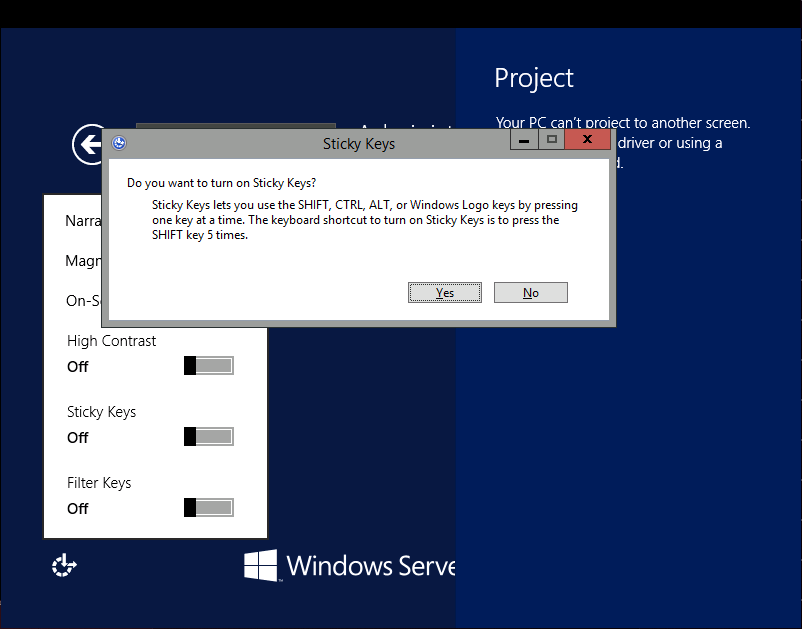 Project
Your PC can't project to another screen.
driver or using a
Sticky Keys
Do you want to turn on Sticky Keys?
Sticky Keys lets you use the SHIFT, CTRL, ALT, or Windows Logo keys by pressing
one key at a time. The keyboard shortcut to turn on Sticky Keys is to press the
SHIFT key 5 times.
Yes No
Narra
Magn
On-S
High Contrast
Off
Sticky Keys
Off
Filter Keys
Off
Windows Serve